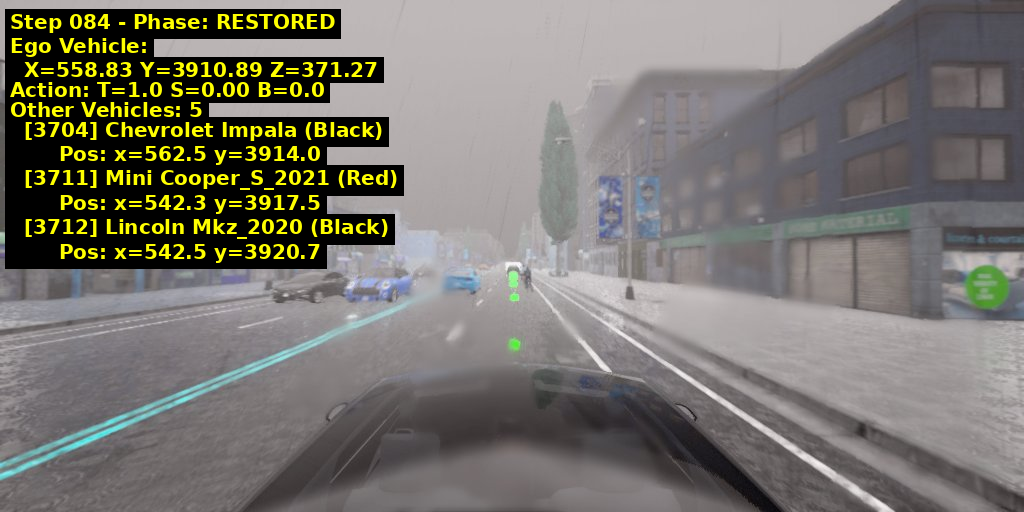 Step 084 - Phase: RESTORED
Ego Vehicle:
X=558.83 Y=3910.89 Z=371.27
Action: T=1.0 S=0.00 B=0.0
Other Vehicles: 5
[3704] Chevrolet Impala (Black)
Pos: x=562.5 y=3914.0
[3711] Mini Cooper_S_2021 (Red)
Pos: x=542.3 y=3917.5
[3712] Lincoln Mkz_2020 (Black)
Pos: x=542.5 y=3920.7
MATERIAL